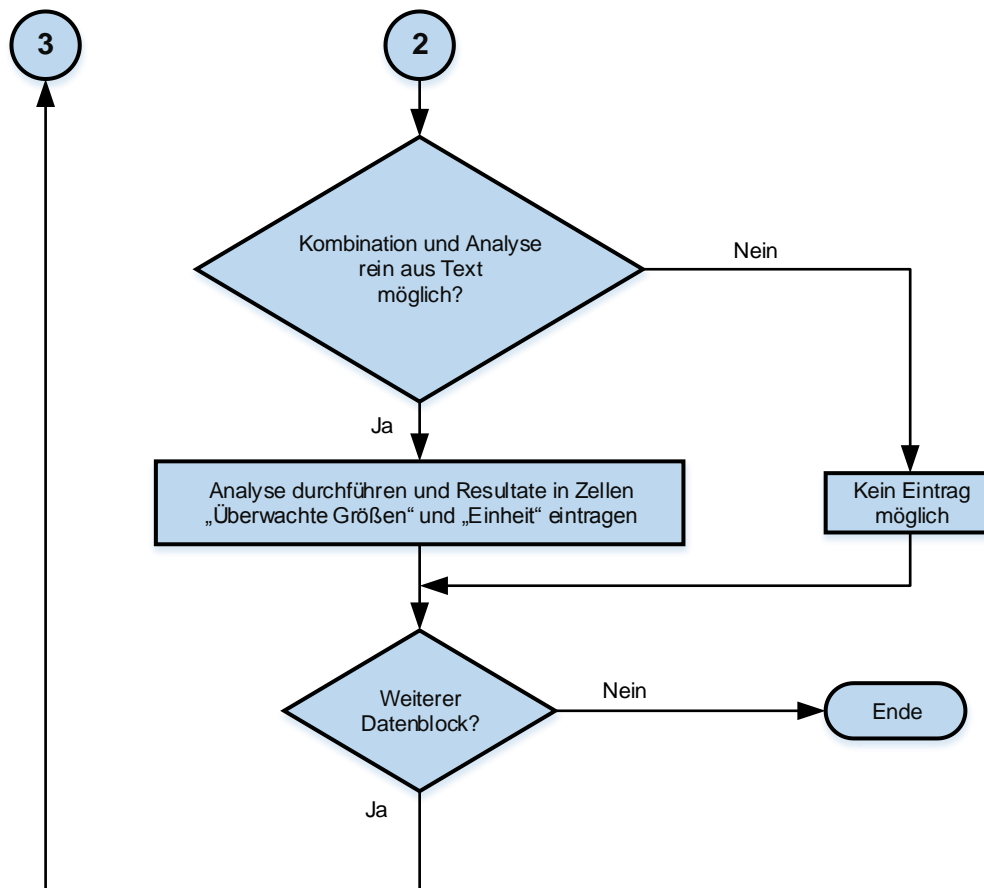 3
2
Kombination und Analyse
rein aus Text
möglich?
Nein
Ja
Analyse durchführen und Resultate in Zellen
„Überwachte Größen“ und „Einheit“ eintragen
Kein Eintrag
möglich
Weiterer
Datenblock?
Nein
Ende
Ja